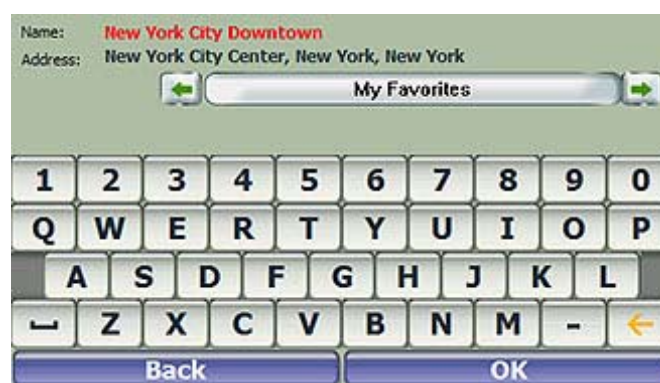 Name: New York City Downtown
Address: New York City Center, New York, New York
My Favorites
1 2 3 4 5 6 7 8 9 0
Q W E R T Y U I O P
A S D F G H J K L
Z X C V B N M -
Back OK